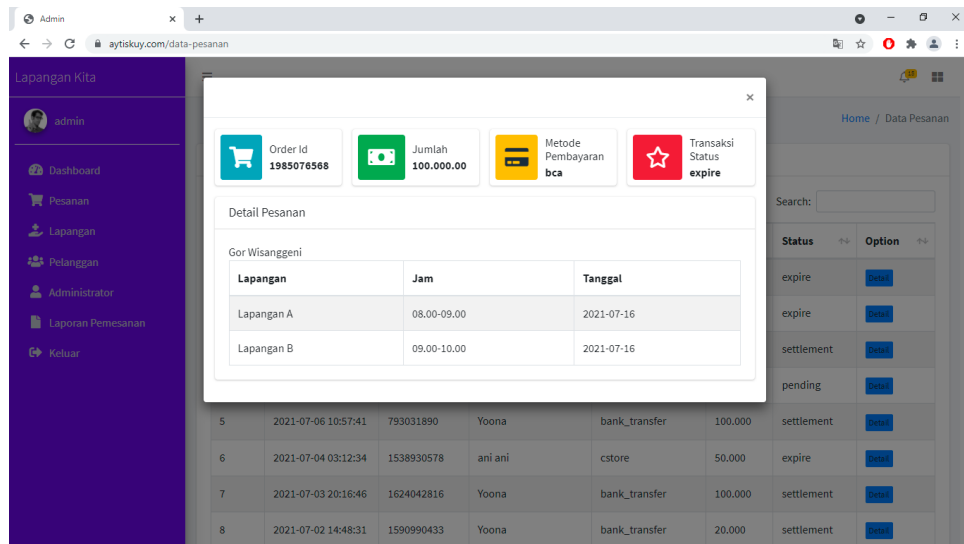 Admin
aytiskuy.com/data-pesanan
Lapangan Kita
admin
Home / Data Pesanan
Dashboard
Pesanan
Lapangan
Pelanggan
Administrator
Laporan Pemesanan
Keluar
×
Order Id
1985076568
Jumlah
100.000.00
Metode
Pembayaran
bca
Transaksi
Status
expire
Detail Pesanan
Gor Wisanggeni
Lapangan Jam Tanggal
Lapangan A 08.00-09.00 2021-07-16
Lapangan B 09.00-10.00 2021-07-16
Search:
Status Option
expire Detail
expire Detail
settlement Detail
pending Detail
5 2021-07-06 10:57:41 793031890 Yoona bank_transfer 100.000 settlement Detail
6 2021-07-04 03:12:34 1538930578 ani ani cstore 50.000 expire Detail
7 2021-07-03 20:16:46 1624042816 Yoona bank_transfer 100.000 settlement Detail
8 2021-07-02 14:48:31 1590990433 Yoona bank_transfer 20.000 settlement Detail